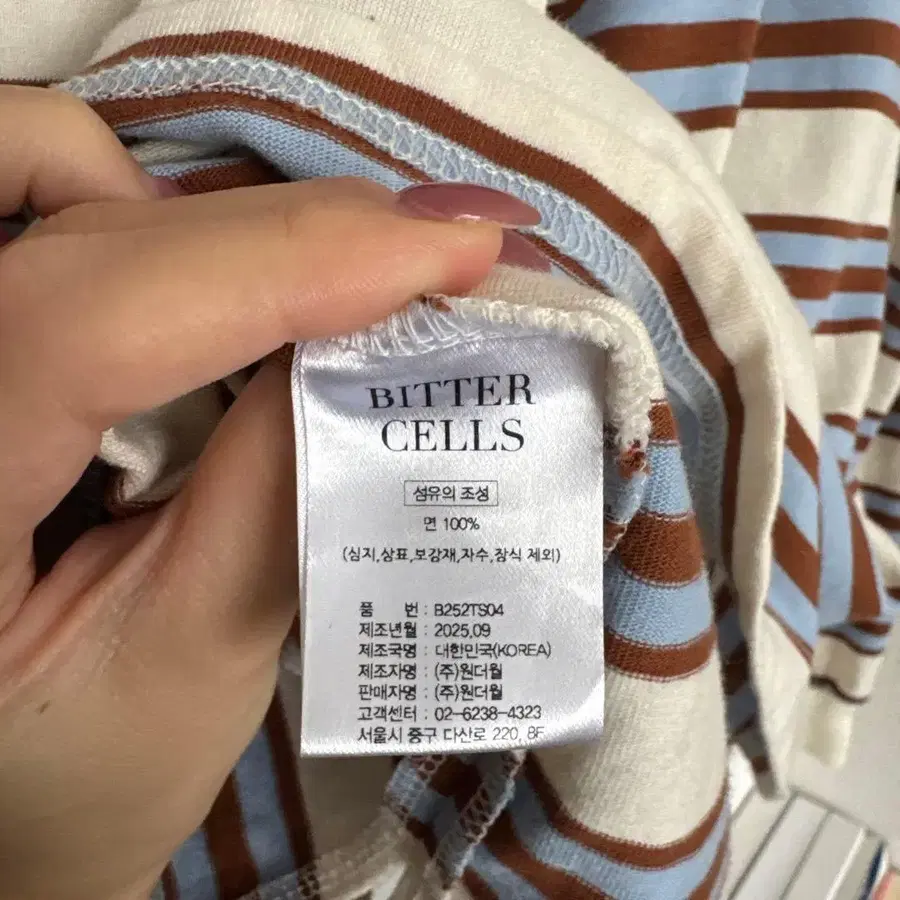 BITTER
CELLS
섬유의 조성
면 100%
(심지,상표,보강재,자수,장식 제외)
품 번 : B252TS04
제조년월 : 2025.09
제조국명 : 대한민국(KOREA)
제조자명 : (주)원더월
판매자명 : (주)원더월
고객센터 : 02-6238-4323
서울시 중구 다산로 220, 8F